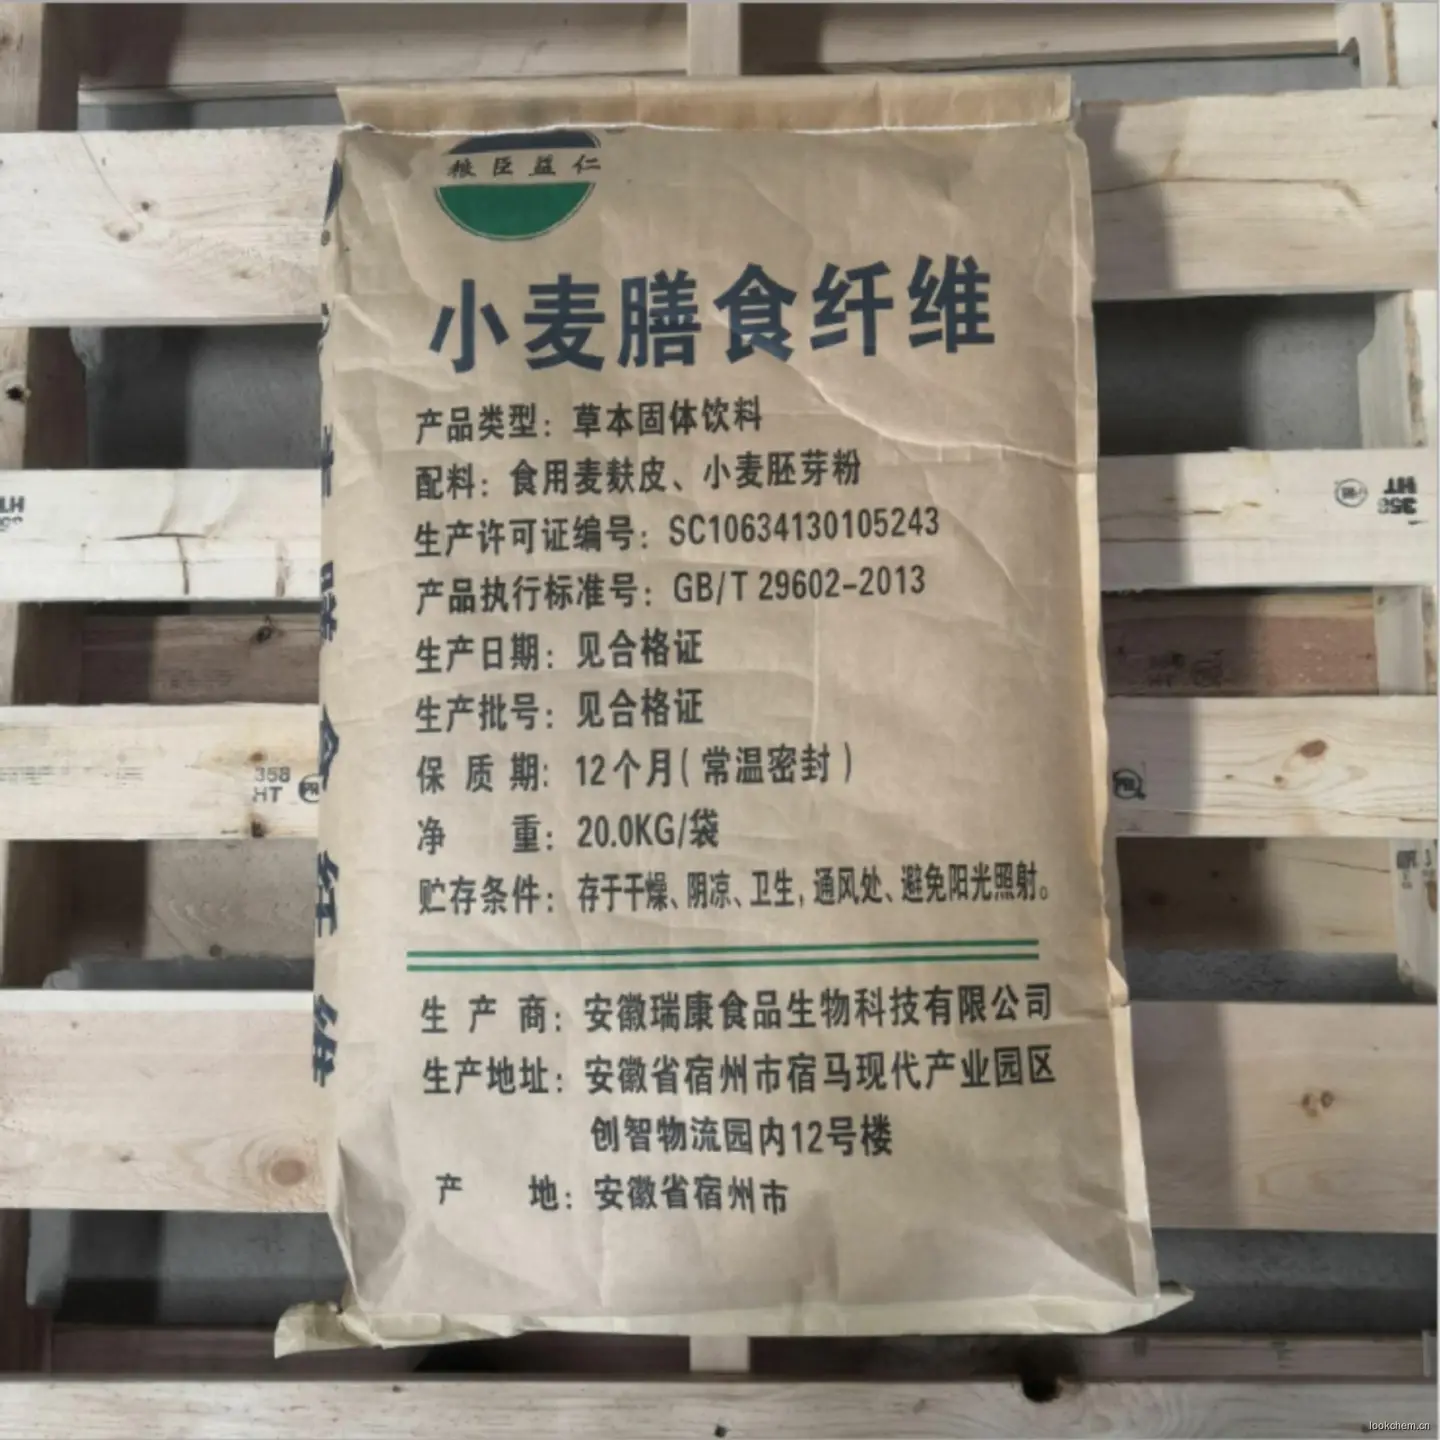 粮臣益仁
小麦膳食纤维
产品类型：草本固体饮料
配料：食用麦麸皮、小麦胚芽粉
生产许可证编号：SC10634130105243
产品执行标准号：GB/T 29602-2013
生产日期：见合格证
生产批号：见合格证
保质期：12个月(常温密封)
净重：20.0KG/袋
贮存条件：存于干燥、阴凉、卫生，通风处、避免阳光照射。
生产商：安徽瑞康食品生物科技有限公司
生产地址：安徽省宿州市宿马现代产业园区
创智物流园内12号楼
产地：安徽省宿州市
358
HT
358
HT
lookchem.cn